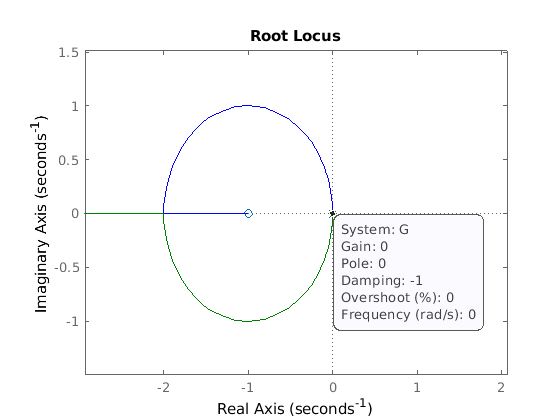 Root Locus
1.5
1
0.5
0
-0.5
-1
Imaginary Axis (seconds-1)
System: G
Gain: 0
Pole: 0
Damping: -1
Overshoot (%): 0
Frequency (rad/s): 0
-2 -1 0 1 2
Real Axis (seconds-1)